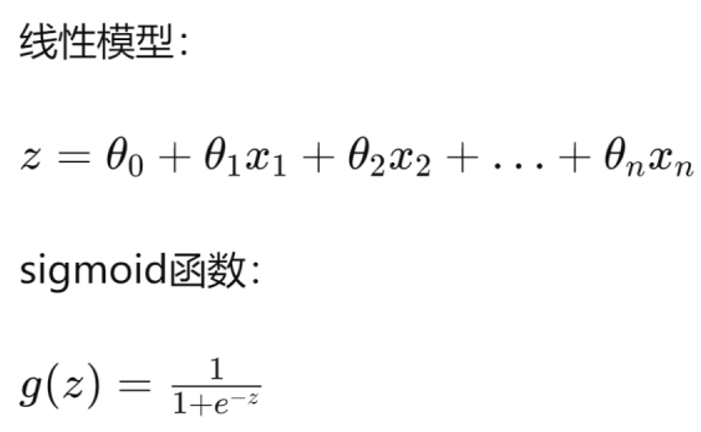 线性模型：
z = θ₀ + θ₁x₁ + θ₂x₂ + ... + θₙxₙ
sigmoid函数：
g(z) = 1/(1+e⁻ᶻ)